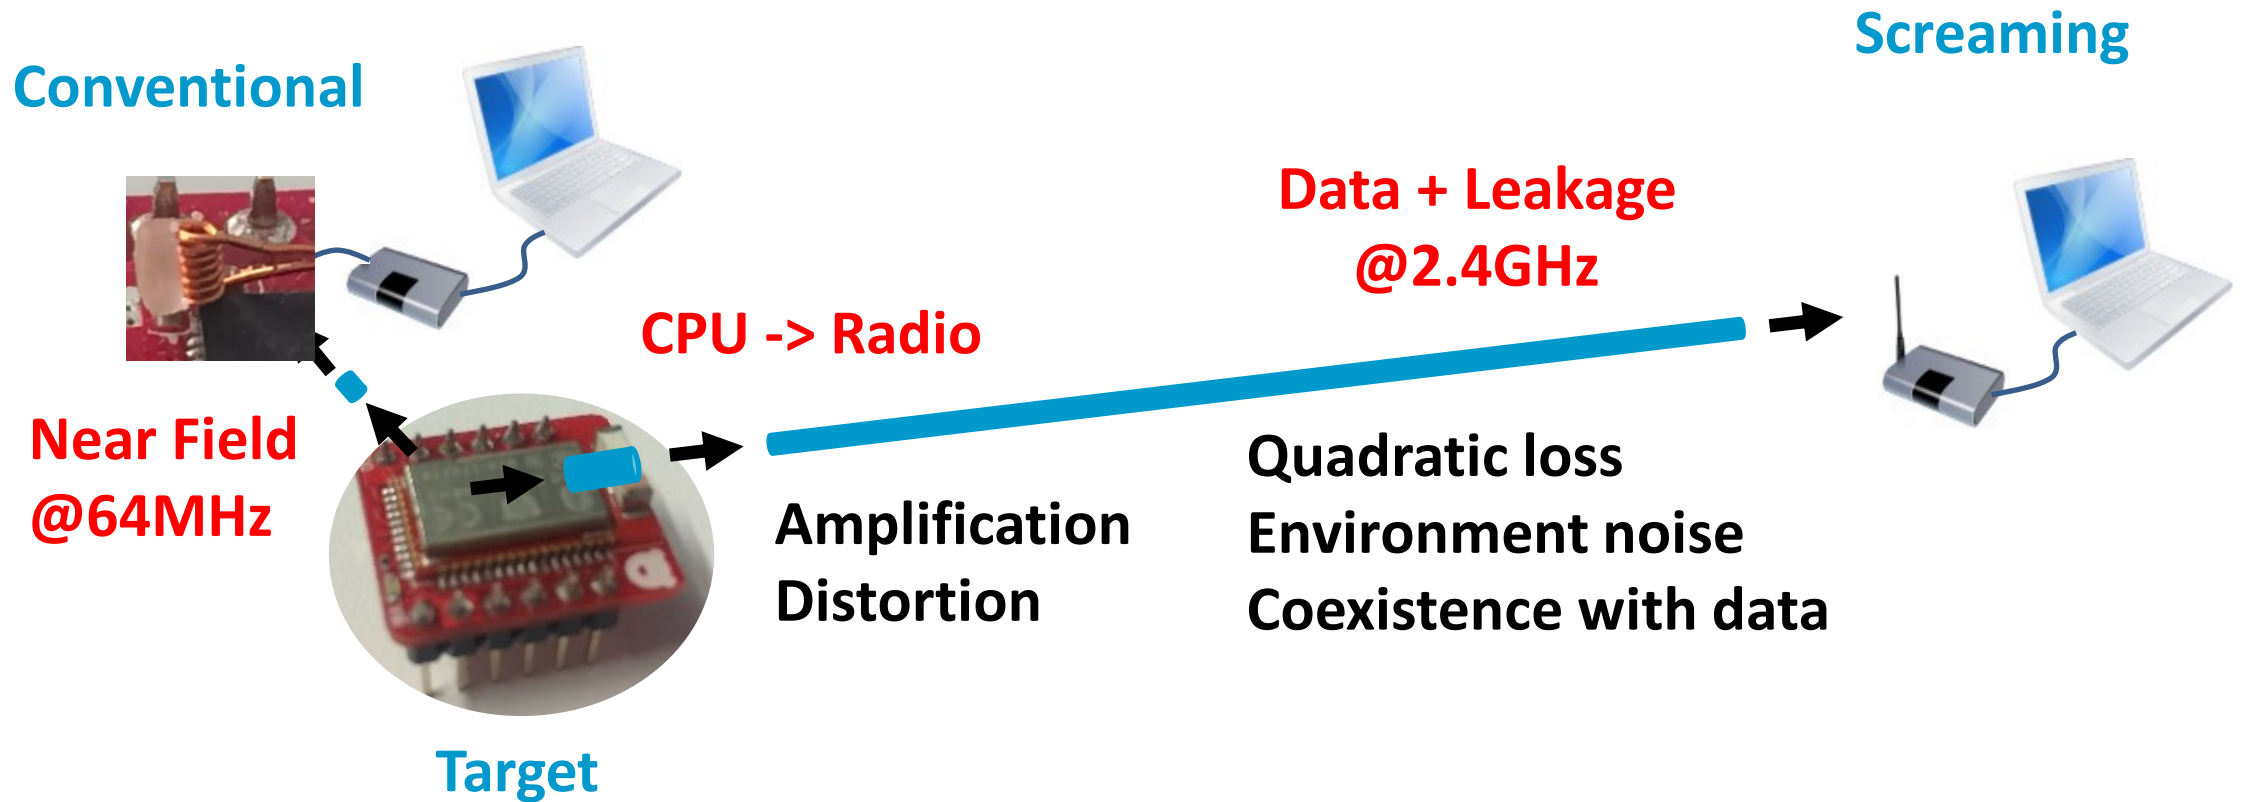 Screaming
Conventional
Data + Leakage
@2.4GHz
CPU -> Radio
Near Field
@64MHz
Quadratic loss
Environment noise
Coexistence with data
Amplification
Distortion
Target